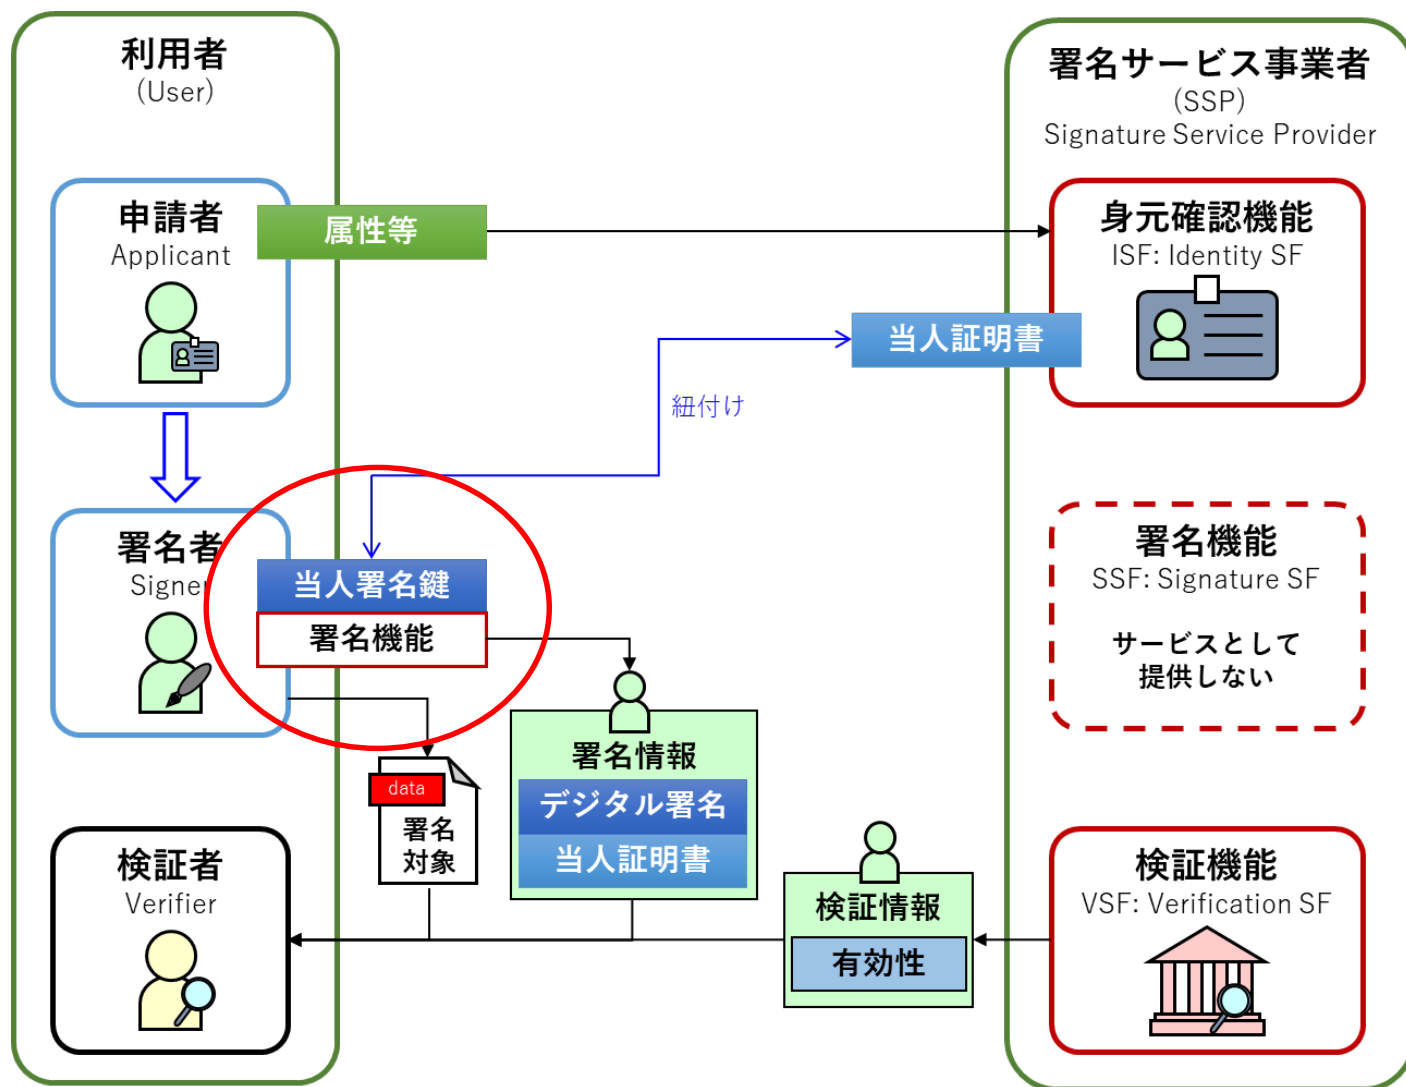 利用者
(User)
署名サービス事業者
(SSP)
Signature Service Provider
申請者
Applicant
属性等
身元確認機能
ISF: Identity SF
当人証明書
紐付け
署名者
Signer
当人署名鍵
署名機能
署名機能
SSF: Signature SF
サービスとして
提供しない
署名情報
デジタル署名
当人証明書
data
署名
対象
検証者
Verifier
検証情報
有効性
検証機能
VSF: Verification SF